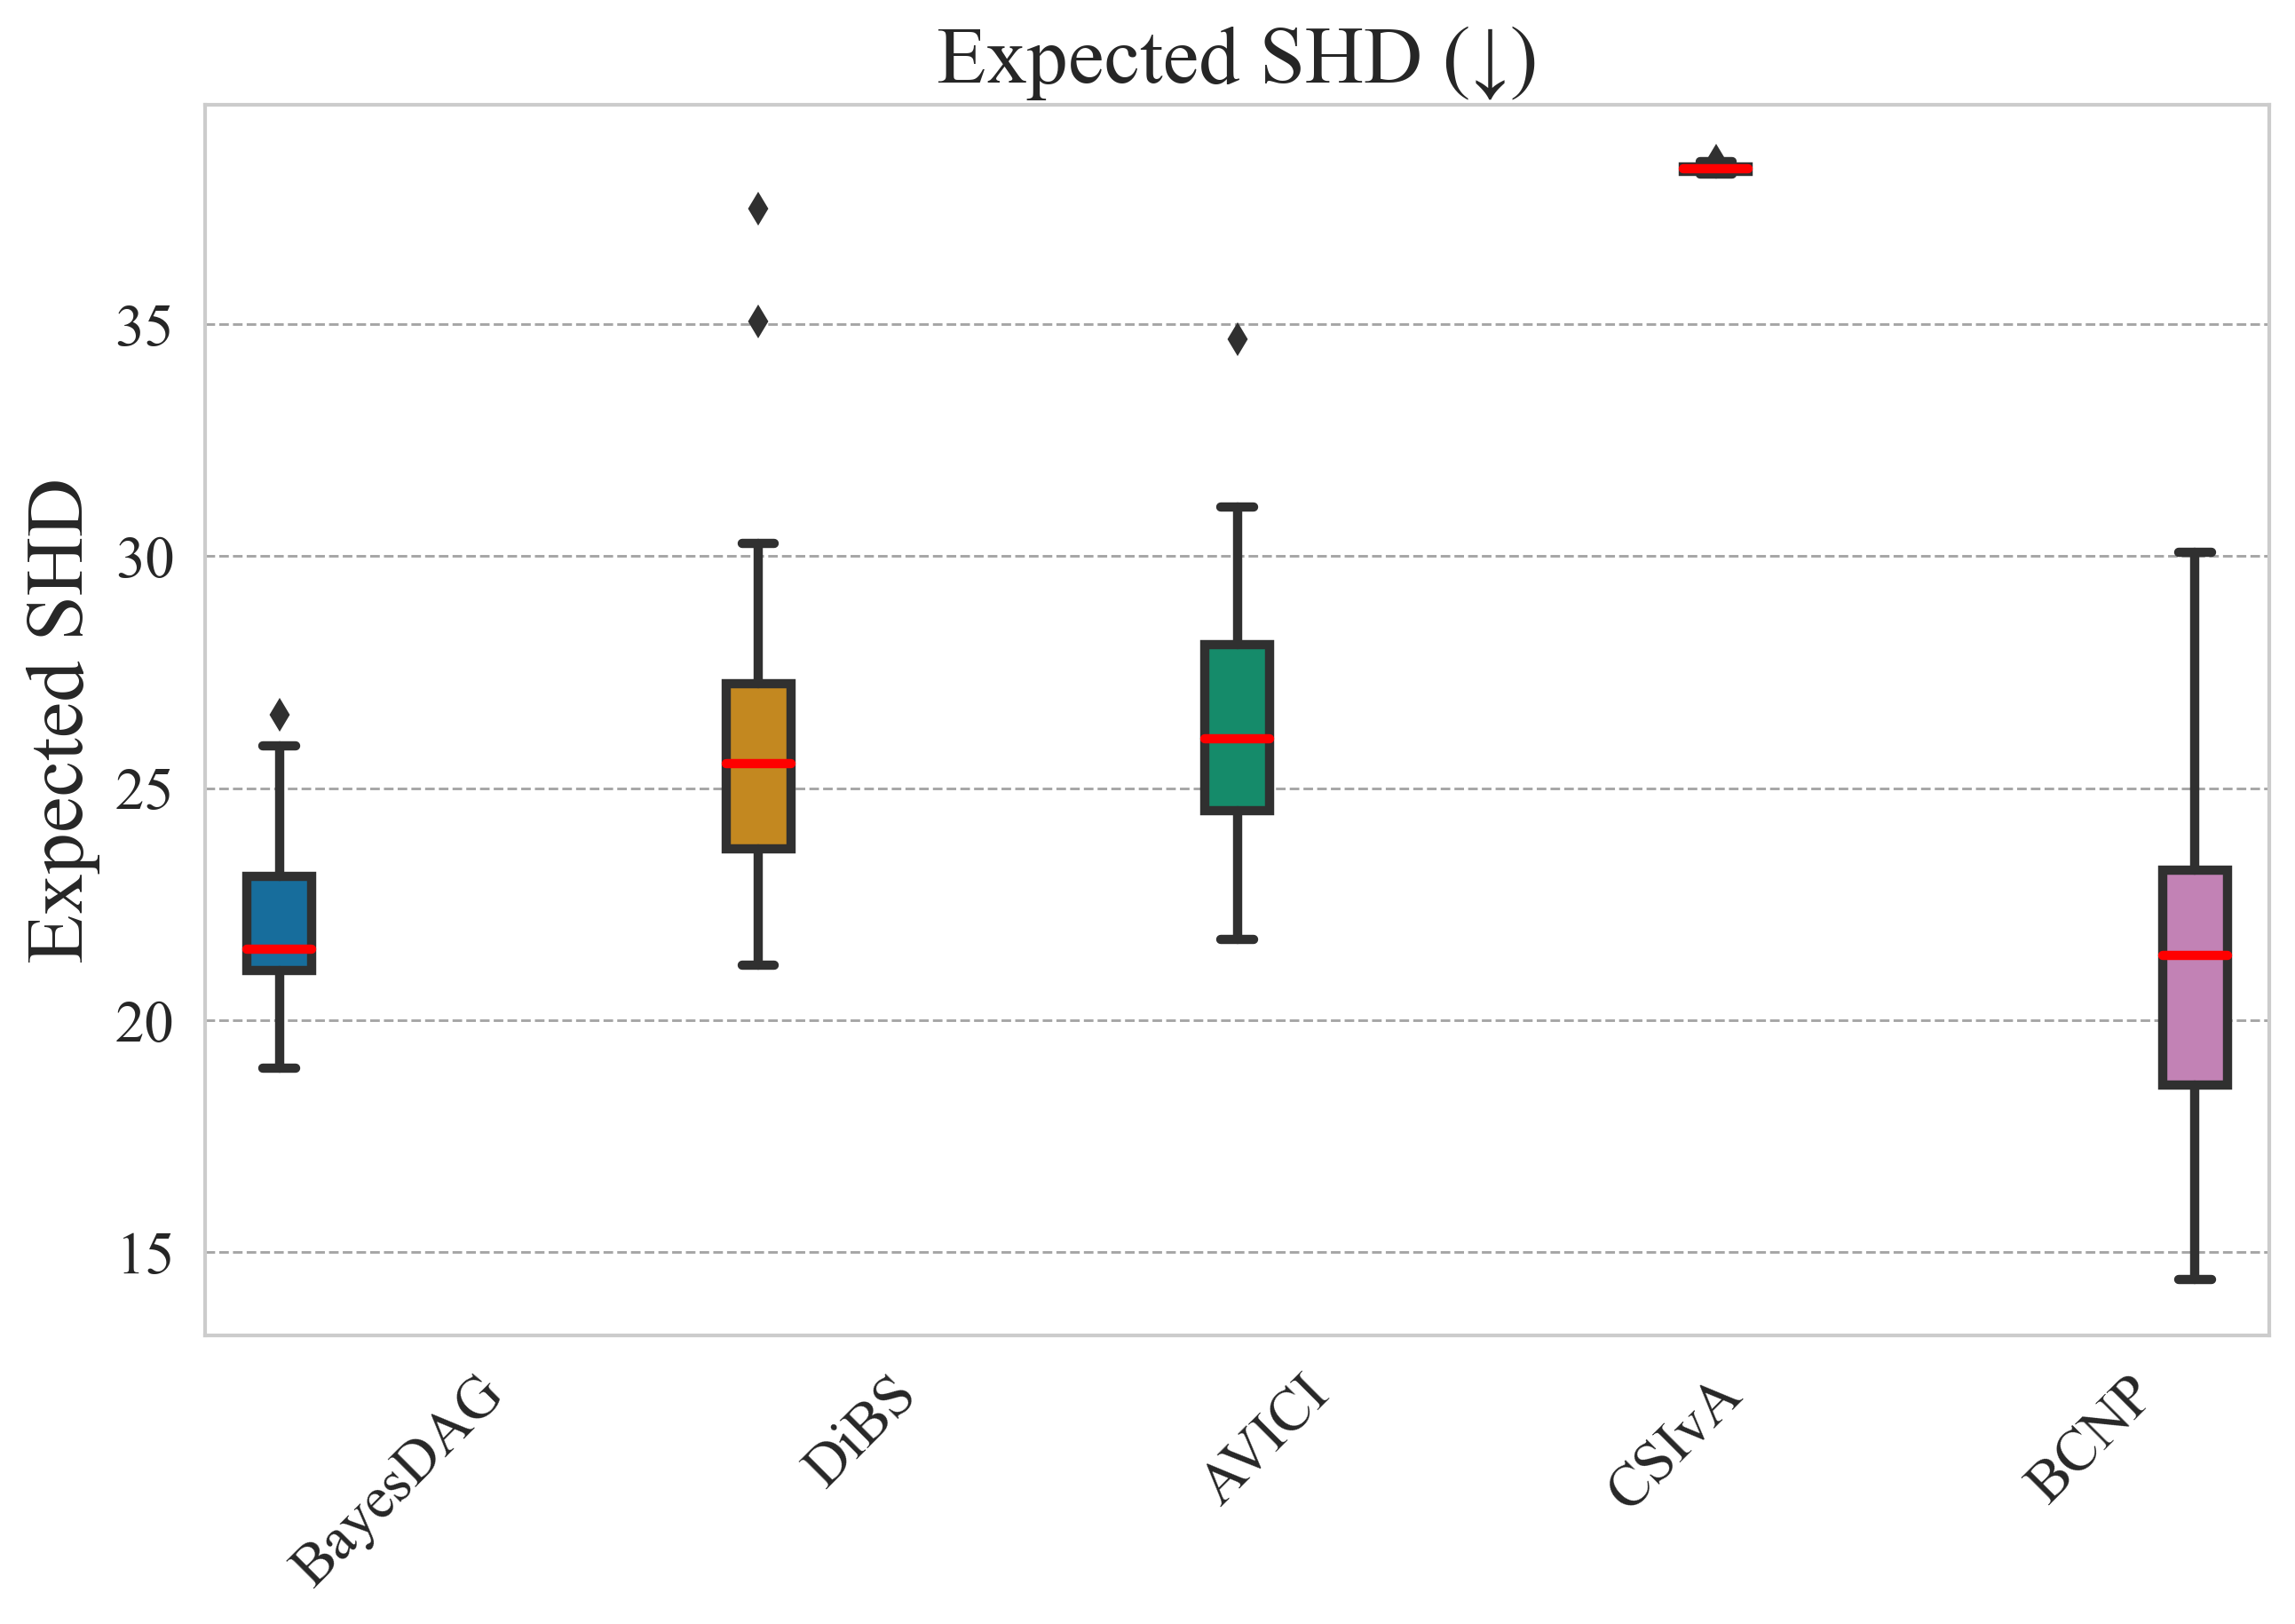 Expected SHD (↓)
Expected SHD
35
30
25
20
15
BayesDAG
DiBS
AVICI
CSIvA
BCNP